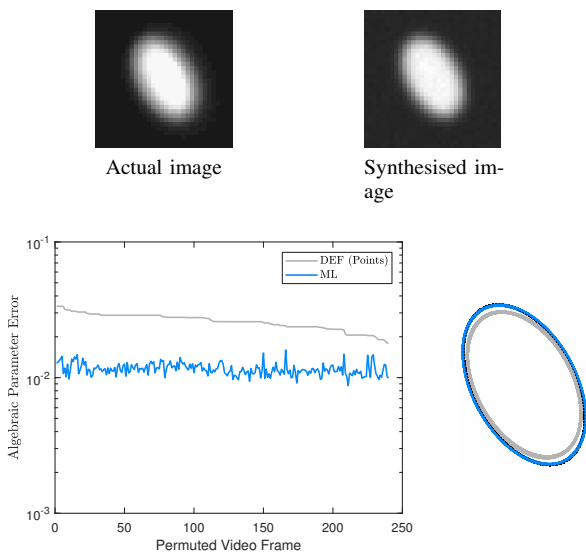 Actual image
Synthesised im-
age
10^-1
DEF (Points)
ML
Algebraic Parameter Error
10^-2
10^-3
0 50 100 150 200 250
Permuted Video Frame